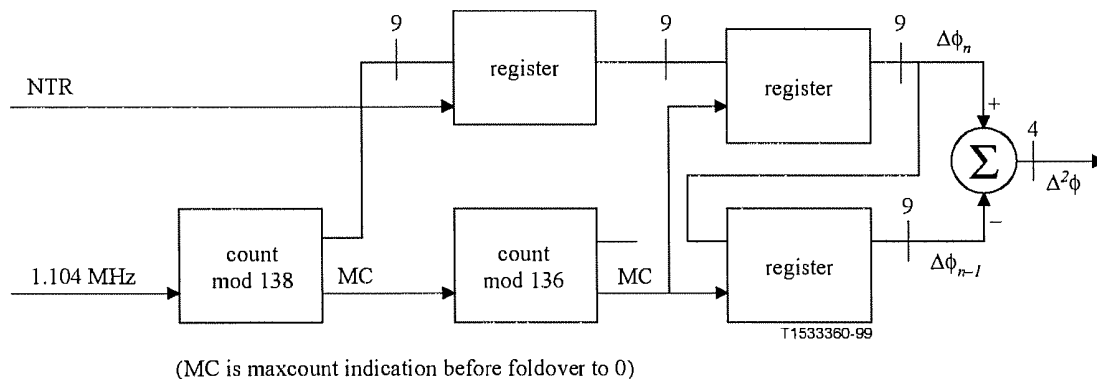 9
9
9
Δϕₙ
NTR
register
register
+
4
Σ
Δ²ϕ
9
−
1.104 MHz
count
mod 138
MC
count
mod 136
MC
register
Δϕₙ₋₁
T1533360-99
(MC is maxcount indication before foldover to 0)